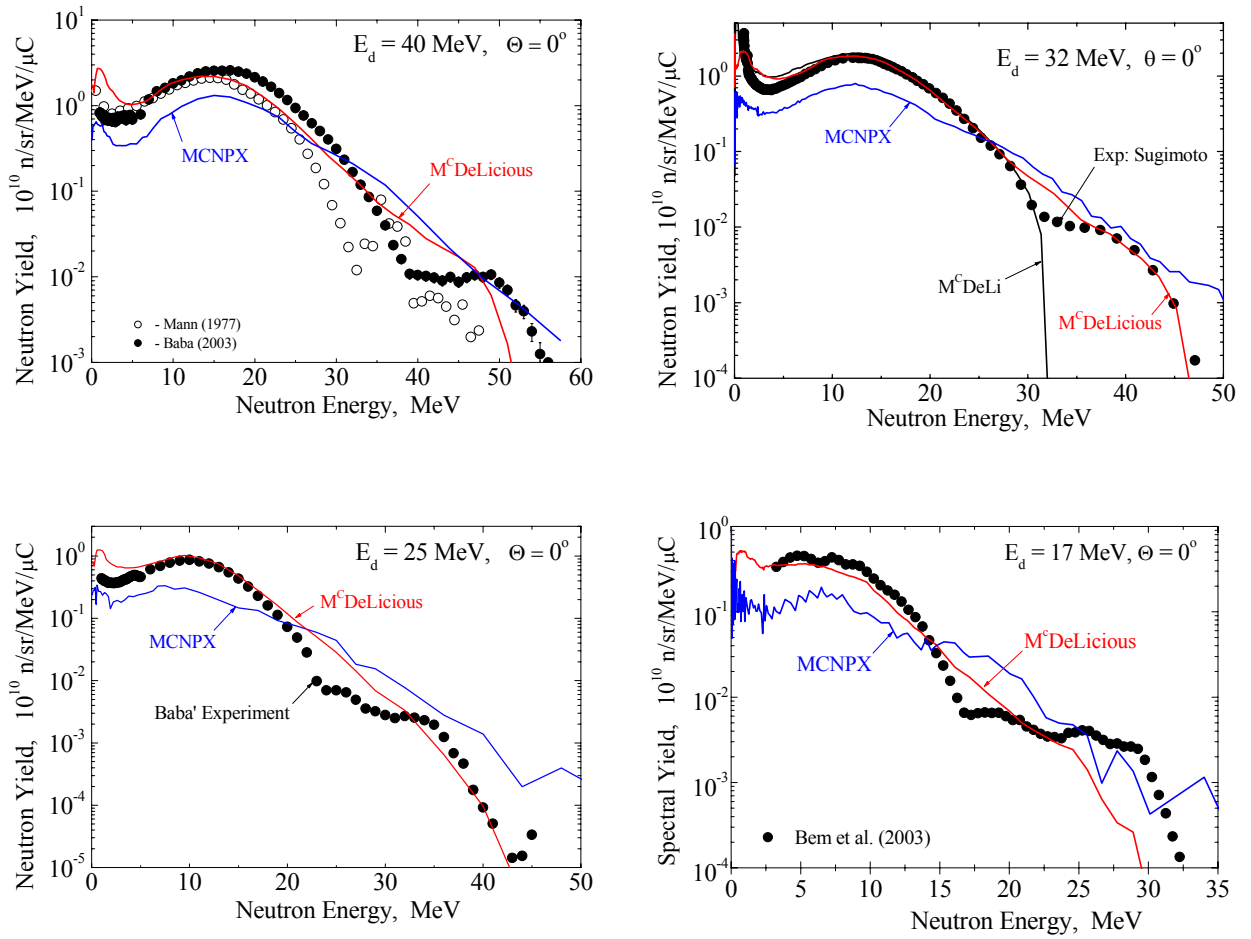 E_d = 40 MeV, Θ = 0°
Neutron Yield, 10^10 n/sr/MeV/μC
10^1
10^0
10^-1
10^-2
10^-3
MCNPX
M^CDeLicious
- Mann (1977)
- Baba (2003)
0 10 20 30 40 50 60
Neutron Energy, MeV
E_d = 32 MeV, θ = 0°
Neutron Yield, 10^10 n/sr/MeV/μC
10^0
10^-1
10^-2
10^-3
10^-4
MCNPX
Exp: Sugimoto
M^CDeLi
M^CDeLicious
0 10 20 30 40 50
Neutron Energy, MeV
E_d = 25 MeV, Θ = 0°
Neutron Yield, 10^10 n/sr/MeV/μC
10^0
10^-1
10^-2
10^-3
10^-4
10^-5
M^CDeLicious
MCNPX
Baba' Experiment
0 10 20 30 40 50
Neutron Energy, MeV
E_d = 17 MeV, Θ = 0°
Spectral Yield, 10^10 n/sr/MeV/μC
10^0
10^-1
10^-2
10^-3
10^-4
M^cDeLicious
MCNPX
Bem et al. (2003)
0 5 10 15 20 25 30 35
Neutron Energy, MeV